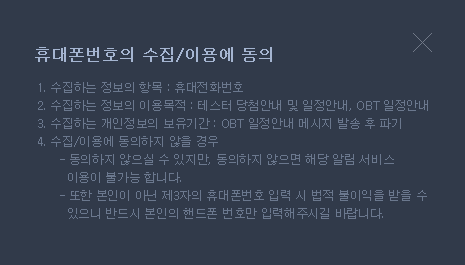 휴대폰번호의 수집/이용에 동의
1. 수집하는 정보의 항목 : 휴대전화번호
2. 수집하는 정보의 이용목적 : 테스터 당첨안내 및 일정안내, OBT 일정안내
3. 수집하는 개인정보의 보유기간 : OBT 일정안내 메시지 발송 후 파기
4. 수집/이용에 동의하지 않을 경우
- 동의하지 않으실 수 있지만, 동의하지 않으면 해당 알림 서비스
이용이 불가능 합니다.
- 또한 본인이 아닌 제3자의 휴대폰번호 입력 시 법적 불이익을 받을 수
있으니 반드시 본인의 핸드폰 번호만 입력해주시길 바랍니다.